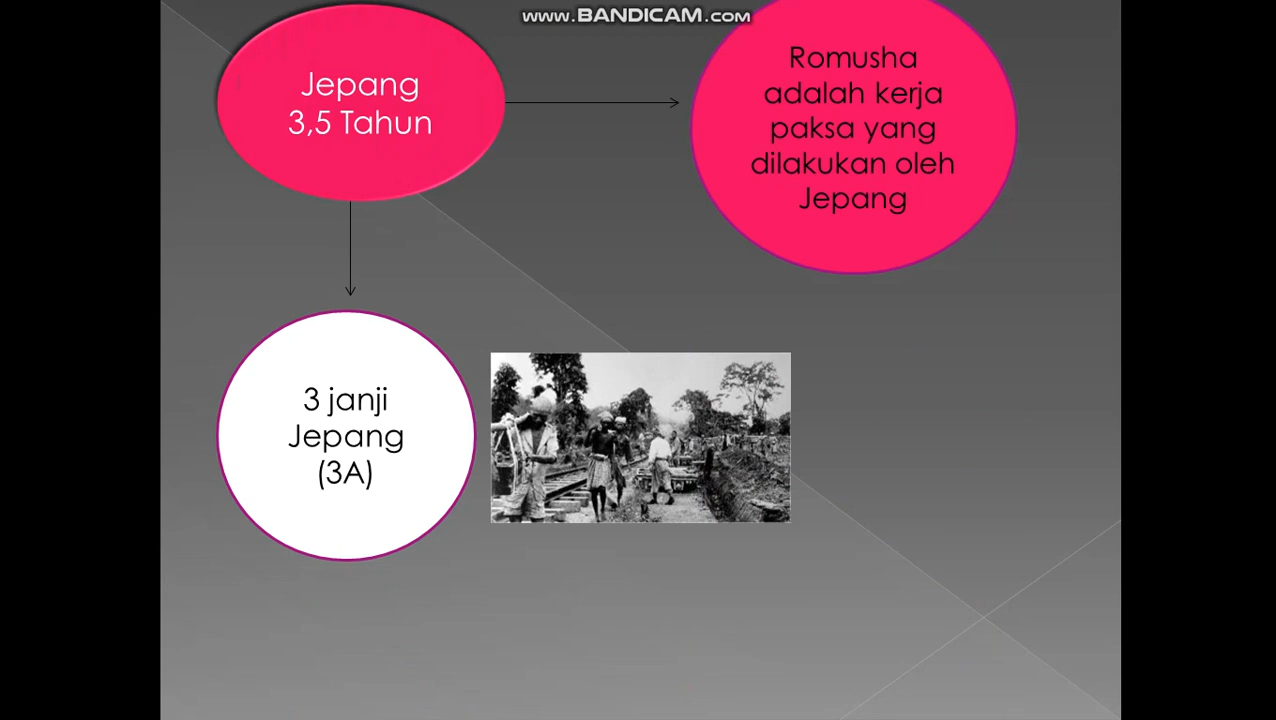 www.BANDICAM.com
Jepang
3,5 Tahun
Romusha
adalah kerja
paksa yang
dilakukan oleh
Jepang
3 janji
Jepang
(3A)